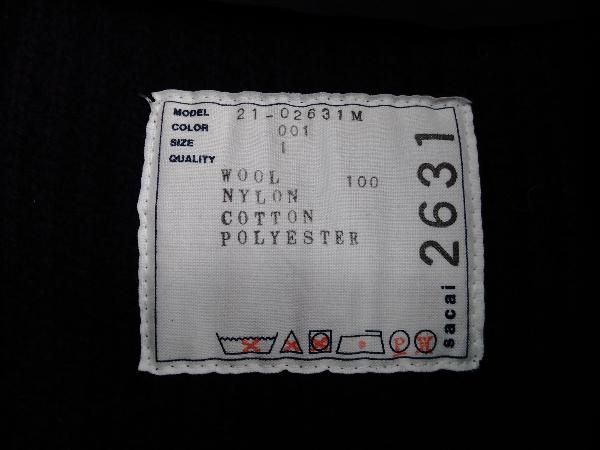 MODEL 21-02631M
COLOR 001
SIZE 1
QUALITY
WOOL 100
NYLON
COTTON
POLYESTER
P W
sacai 2631